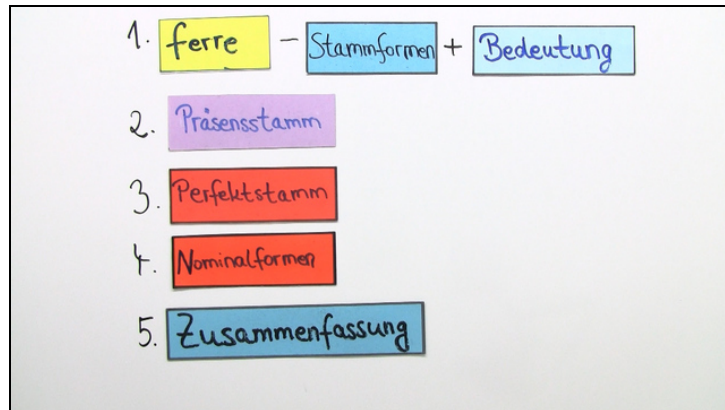 1. ferre - Stammformen + Bedeutung
2. Präsensstamm
3. Perfektstamm
4. Nominalformen
5. Zusammenfassung